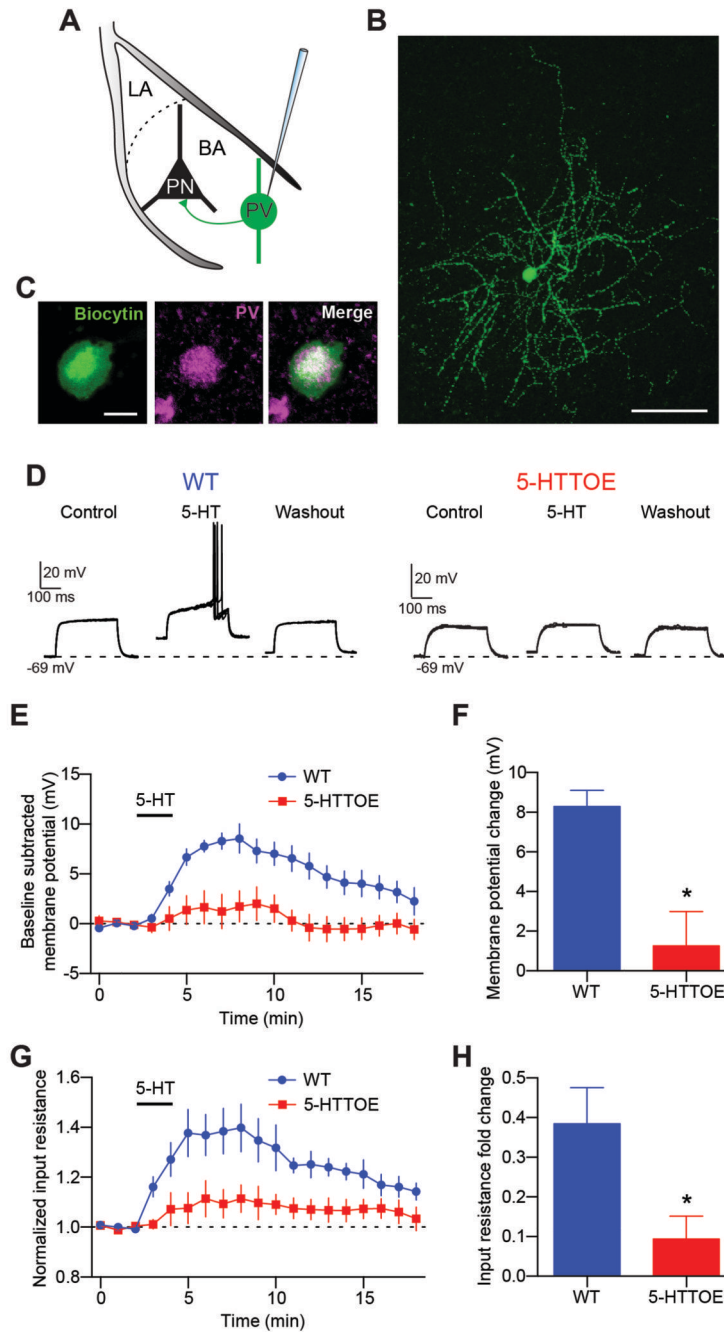 A
LA
BA
PN
PV
B
C
Biocytin
PV
Merge
D
WT
5-HTTOE
Control
5-HT
Washout
Control
5-HT
Washout
20 mV
100 ms
20 mV
100 ms
-69 mV
-69 mV
E
Baseline subtracted
membrane potential (mV)
15
10
5
0
-5
5-HT
WT
5-HTTOE
0
5
10
15
Time (min)
F
Membrane potential change (mV)
10
8
6
4
2
0
*
WT
5-HTTOE
G
Normalized input resistance
1.6
1.4
1.2
1.0
0.8
5-HT
WT
5-HTTOE
0
5
10
15
Time (min)
H
Input resistance fold change
0.5
0.4
0.3
0.2
0.1
0.0
*
WT
5-HTTOE